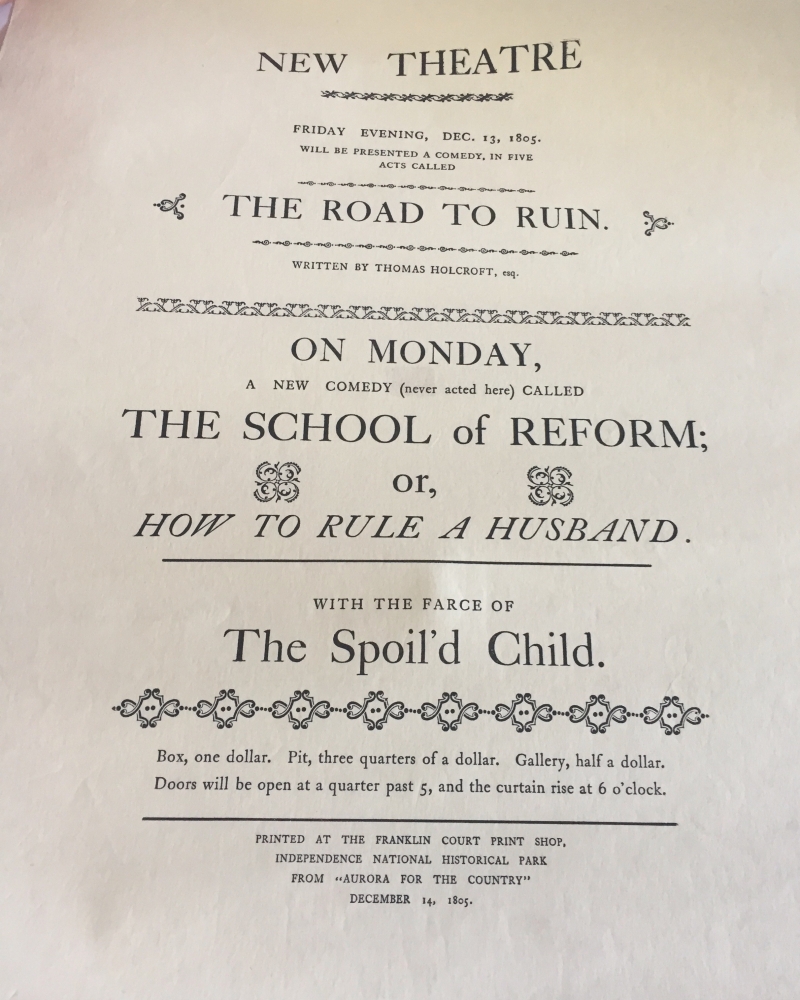 NEW THEATRE
FRIDAY EVENING, DEC. 13, 1805.
WILL BE PRESENTED A COMEDY, IN FIVE
ACTS CALLED
THE ROAD TO RUIN.
WRITTEN BY THOMAS HOLCROFT, esq.
ON MONDAY,
A NEW COMEDY (never acted here) CALLED
THE SCHOOL of REFORM;
or,
HOW TO RULE A HUSBAND.
WITH THE FARCE OF
The Spoil'd Child.
Box, one dollar. Pit, three quarters of a dollar. Gallery, half a dollar.
Doors will be open at a quarter past 5, and the curtain rise at 6 o'clock.
PRINTED AT THE FRANKLIN COURT PRINT SHOP,
INDEPENDENCE NATIONAL HISTORICAL PARK
FROM "AURORA FOR THE COUNTRY"
DECEMBER 14, 1805.